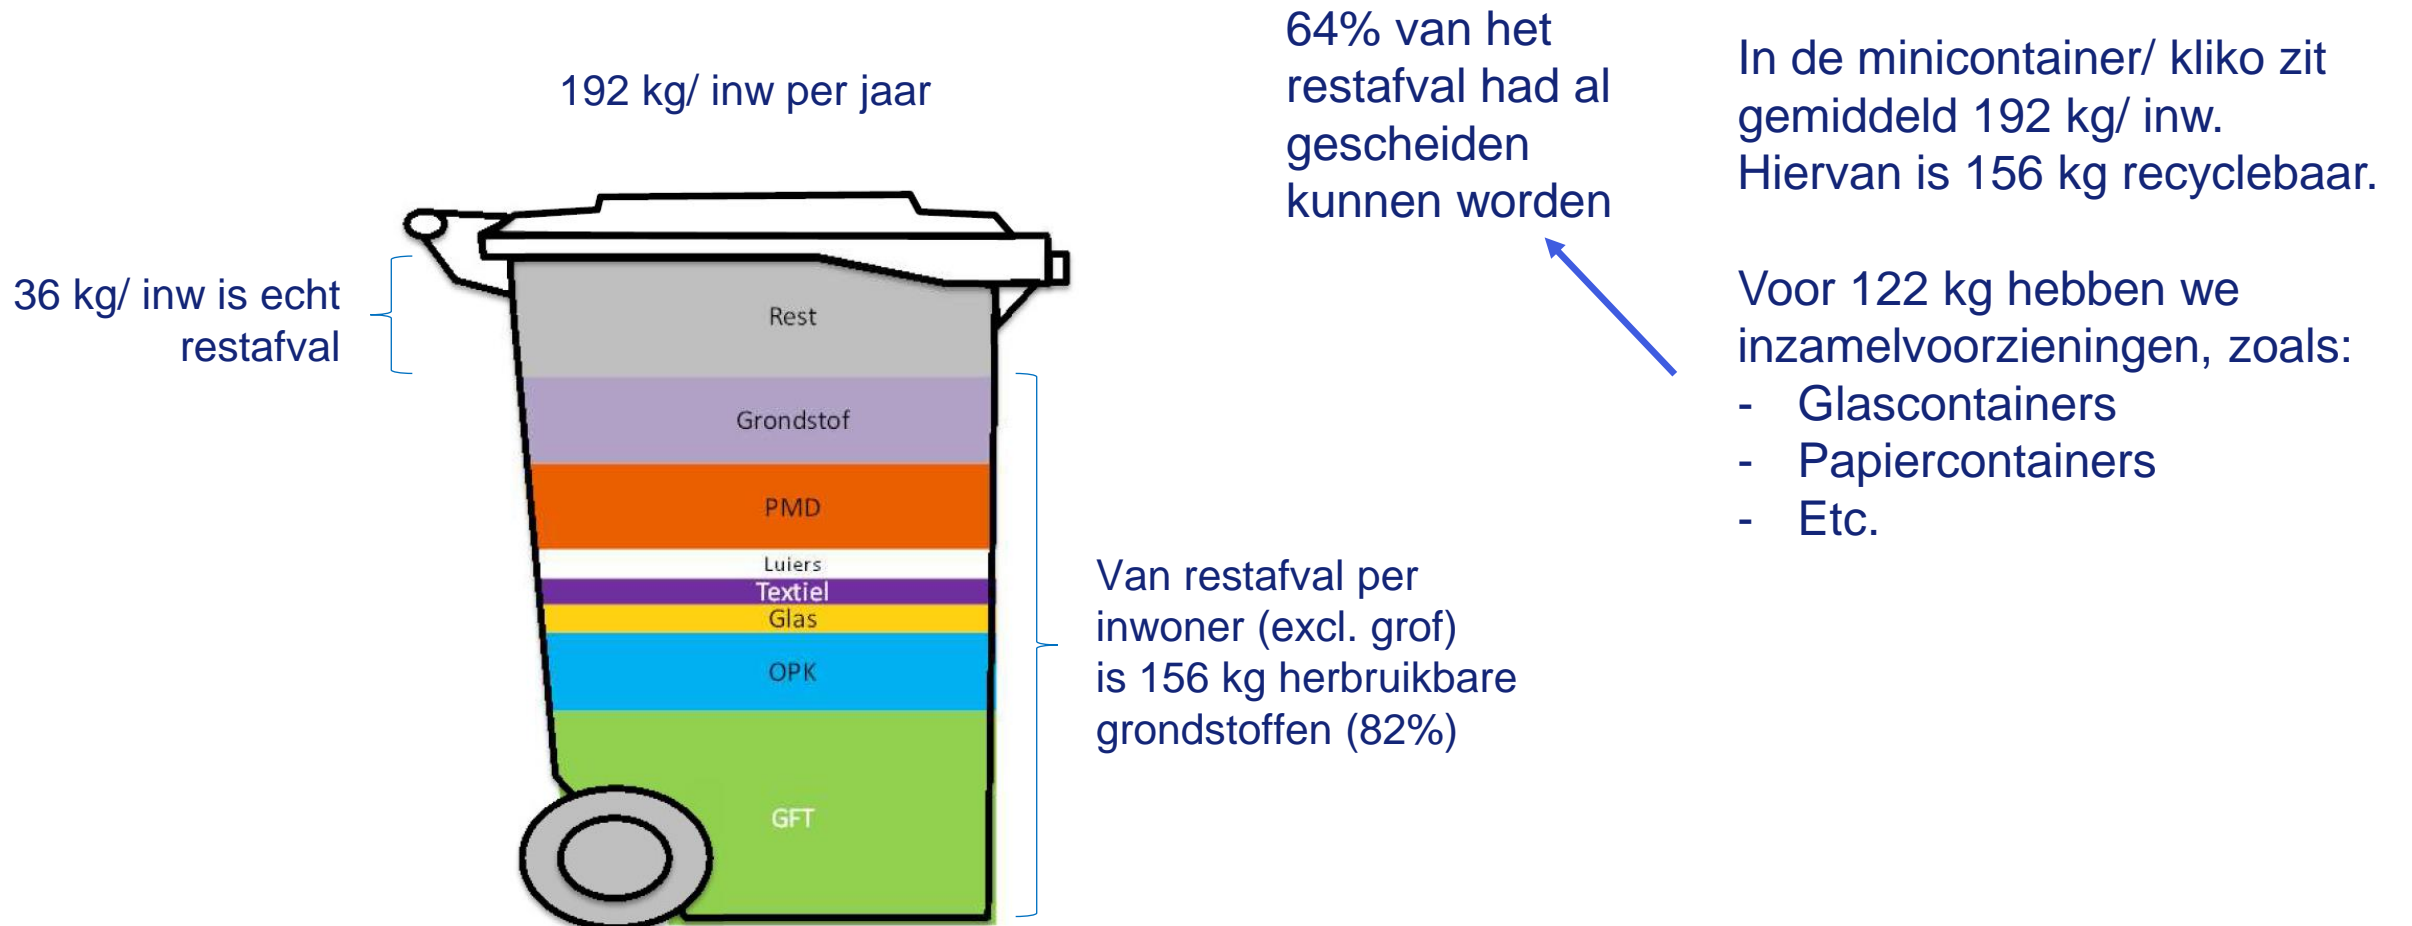 192 kg/ inw per jaar
36 kg/ inw is echt
restafval
Rest
Grondstof
PMD
Luiers
Textiel
Glas
OPK
GFT
Van restafval per
inwoner (excl. grof)
is 156 kg herbruikbare
grondstoffen (82%)
64% van het
restafval had al
gescheiden
kunnen worden
In de minicontainer/ kliko zit
gemiddeld 192 kg/ inw.
Hiervan is 156 kg recyclebaar.
Voor 122 kg hebben we
inzamelvoorzieningen, zoals:
- Glascontainers
- Papiercontainers
- Etc.